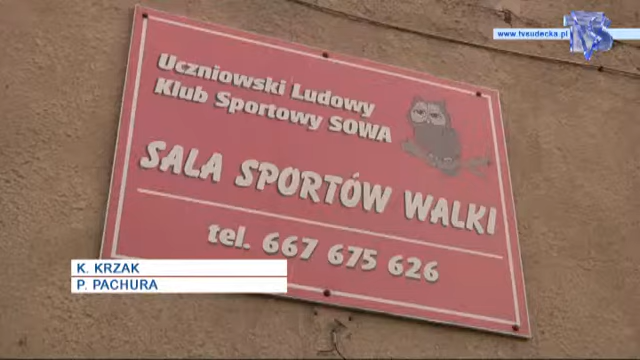 www.tvsudecka.pl
Uczniowski Ludowy
Klub Sportowy SOWA
SALA SPORTÓW WALKI
tel. 667 675 626
K. KRZAK
P. PACHURA